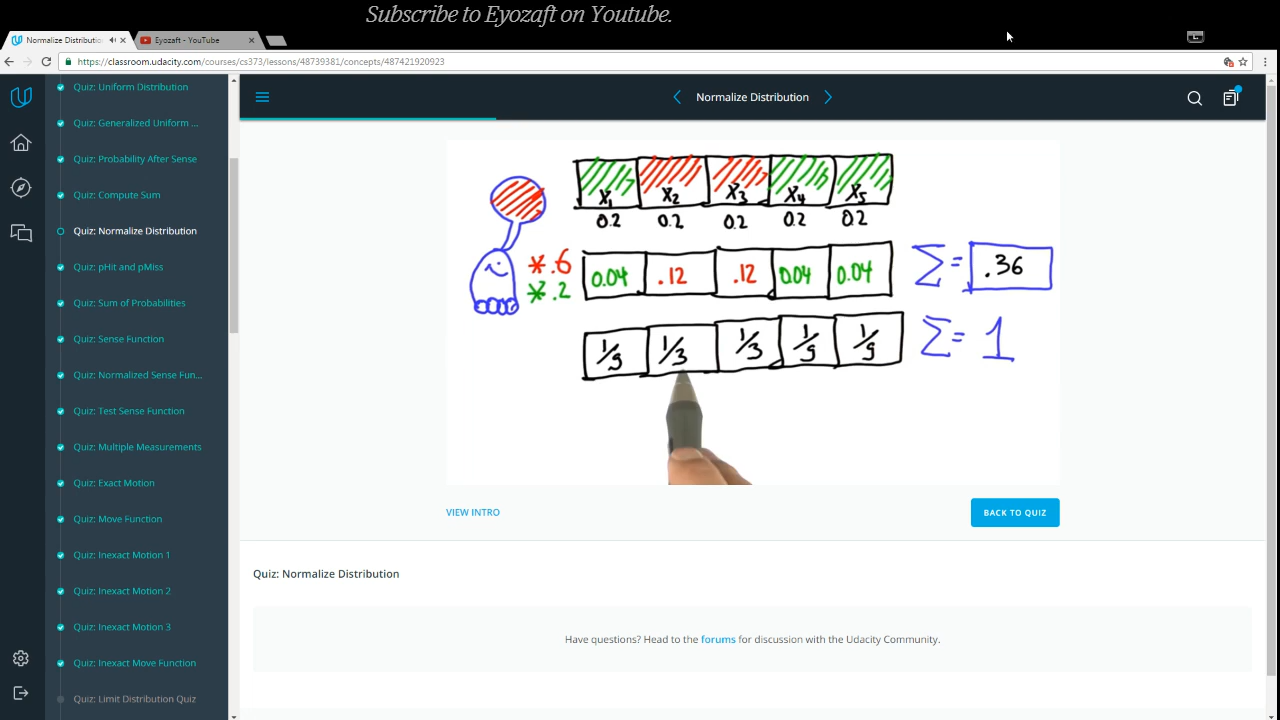 Subscribe to Eyozaft on Youtube.
Normalize Distributio
Eyozaft - YouTube
https://classroom.udacity.com/courses/cs373/lessons/48739381/concepts/487421920923
Quiz: Uniform Distribution
Quiz: Generalized Uniform ...
Quiz: Probability After Sense
Quiz: Compute Sum
Quiz: Normalize Distribution
Quiz: pHit and pMiss
Quiz: Sum of Probabilities
Quiz: Sense Function
Quiz: Normalized Sense Fun...
Quiz: Test Sense Function
Quiz: Multiple Measurements
Quiz: Exact Motion
Quiz: Move Function
Quiz: Inexact Motion 1
Quiz: Inexact Motion 2
Quiz: Inexact Motion 3
Quiz: Inexact Move Function
Quiz: Limit Distribution Quiz
Normalize Distribution
X1 X2 X3 X4 X5
0.2 0.2 0.2 0.2 0.2
*.6
*.2
0.04 .12 .12 0.04 0.04 Σ= .36
1/9 1/3 1/3 1/9 1/9 Σ= 1
VIEW INTRO
BACK TO QUIZ
Quiz: Normalize Distribution
Have questions? Head to the forums for discussion with the Udacity Community.